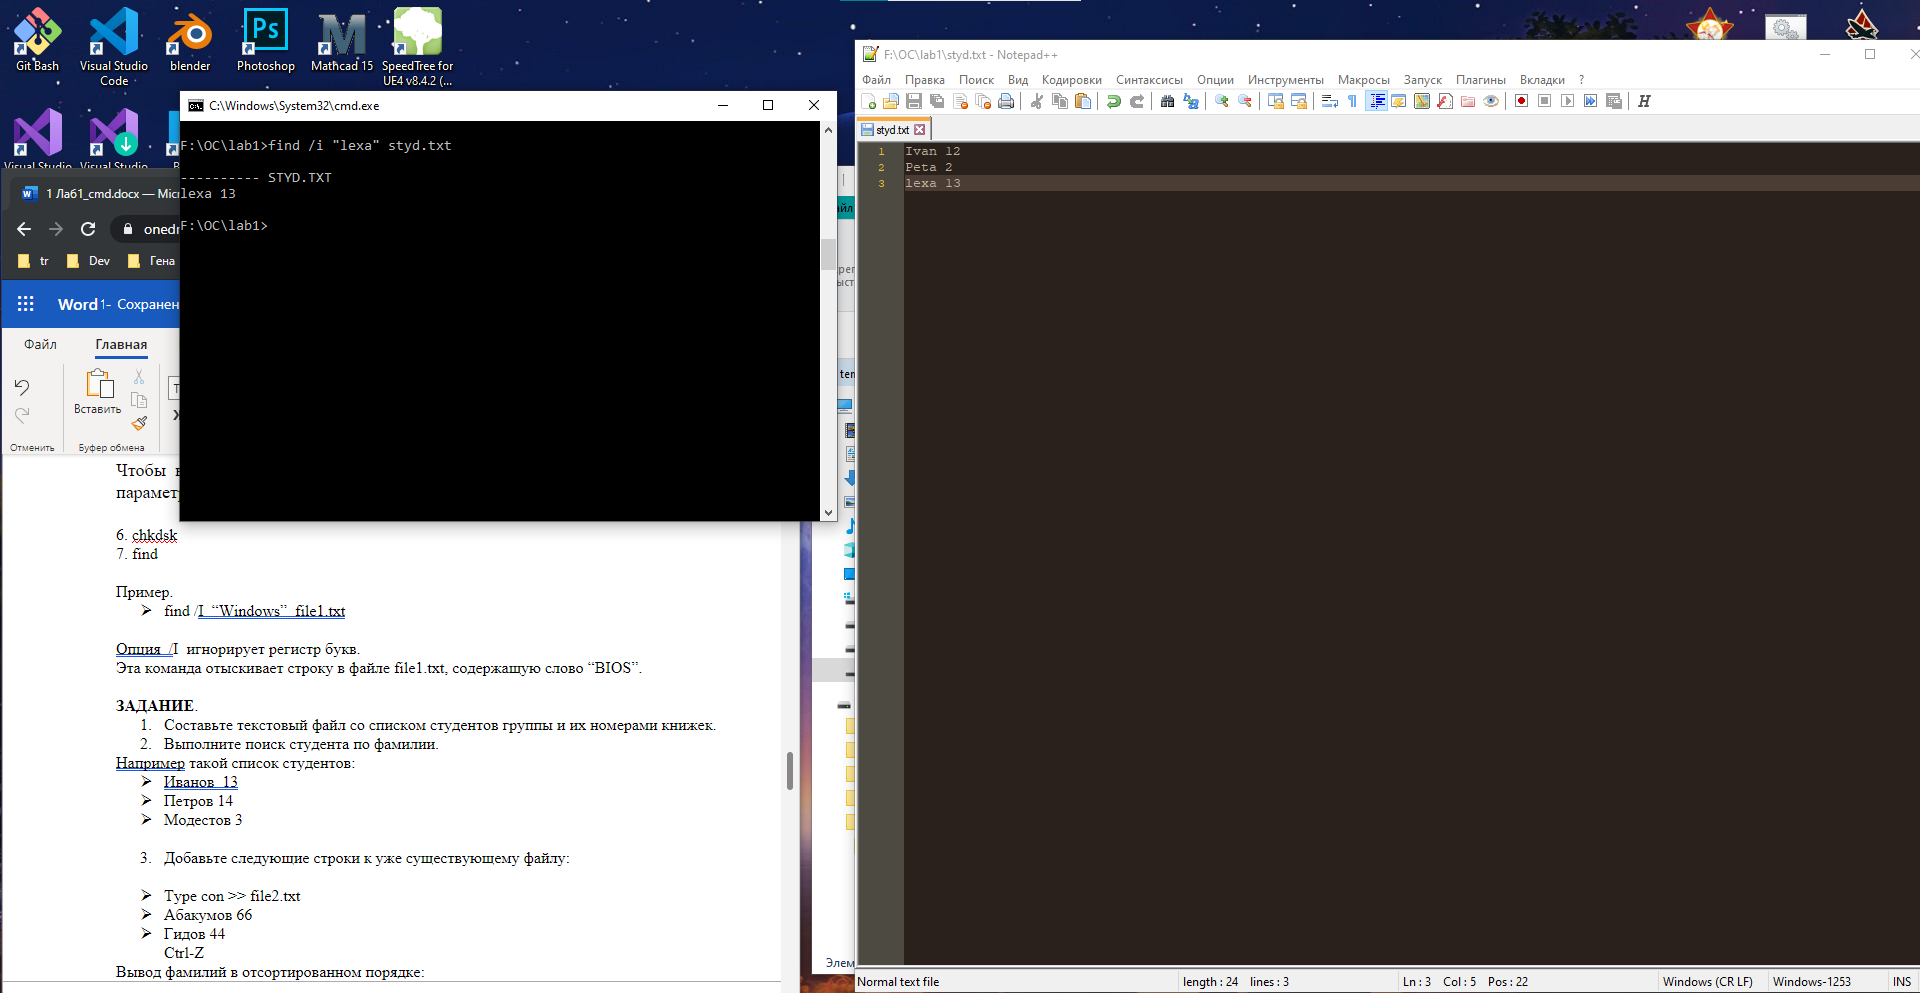 Git Bash
Visual Studio Code
blender
Photoshop
Mathcad 15
SpeedTree for UE4 v8.4.2 (...
Ps
Visual Studio
Visual Studio
C:\Windows\System32\cmd.exe
F:\OC\lab1>find /i "lexa" styd.txt
---------- STYD.TXT
lexa 13
F:\OC\lab1>
1 Лаб1_cmd.docx — Mic
onedr
tr
Dev
Гена
Word
1- Сохранен
Файл
Главная
Вставить
Отменить
Буфер обмена
Чтобы
параметр
6. chkdsk
7. find
Пример.
➢ find /I “Windows” file1.txt
Опция /I игнорирует регистр букв.
Эта команда отыскивает строку в файле file1.txt, содержащую слово “BIOS”.
ЗАДАНИЕ.
1. Составьте текстовый файл со списком студентов группы и их номерами книжек.
2. Выполните поиск студента по фамилии.
Например такой список студентов:
➢ Иванов 13
➢ Петров 14
➢ Модестов 3
3. Добавьте следующие строки к уже существующему файлу:
➢ Type con >> file2.txt
➢ Абакумов 66
➢ Гидов 44
Ctrl-Z
Вывод фамилий в отсортированном порядке:
Элем
F:\OC\lab1\styd.txt - Notepad++
Файл Правка Поиск Вид Кодировки Синтаксисы Опции Инструменты Макросы Запуск Плагины Вкладки ?
styd.txt
1 Ivan 12
2 Peta 2
3 lexa 13
Normal text file
length : 24 lines : 3
Ln : 3 Col : 5 Pos : 22
Windows (CR LF)
Windows-1253
INS